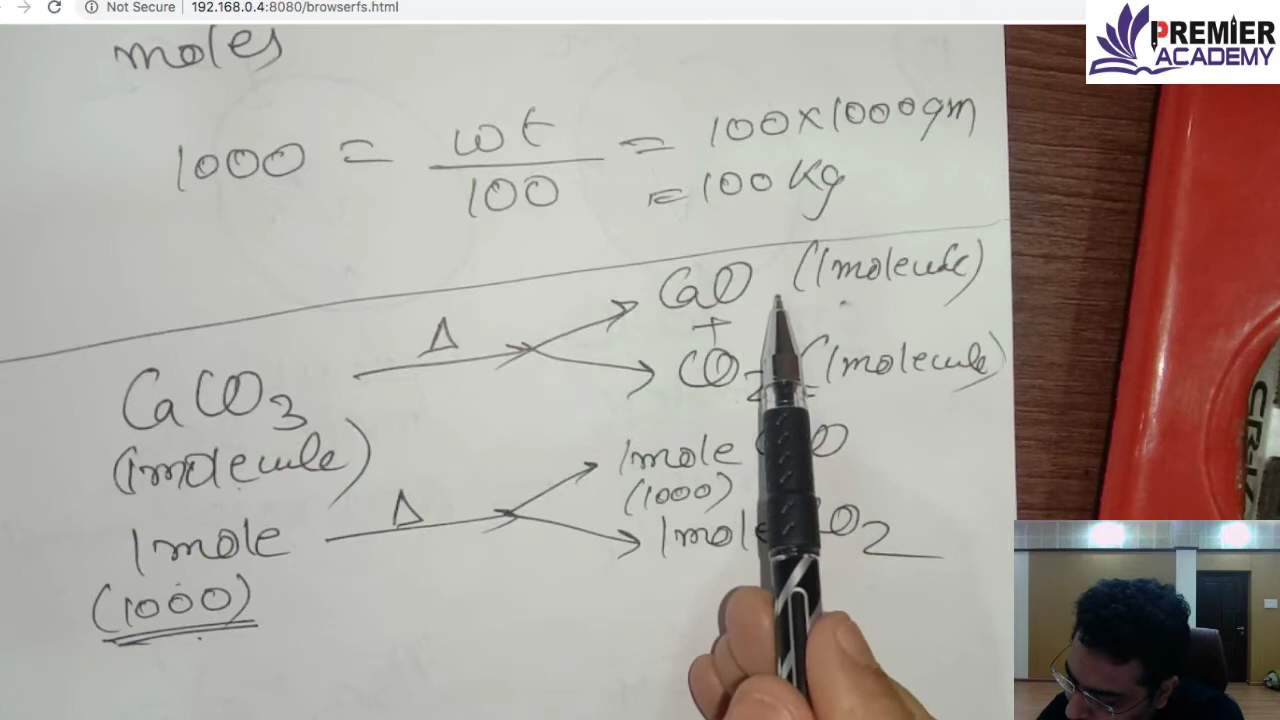 Not Secure | 192.168.0.4:8080/browserfs.html
PREMIER
ACADEMY
moles
1000 = wt/100 = 100×1000gm
= 100 Kg
CaO (1molecule)
+
Δ
CaCO3 CO2 (1molecule)
(1molecule)
1mole
(1000)
Δ
1mole 1mole O2
(1000)